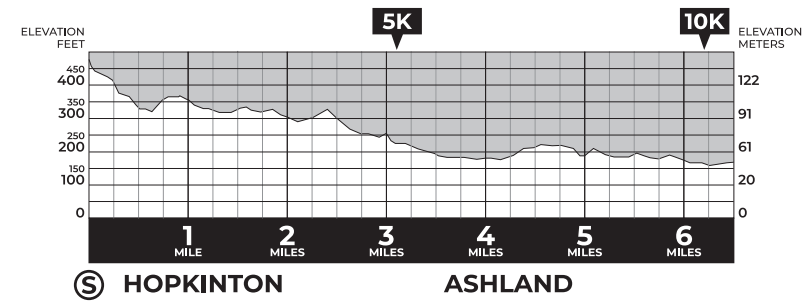 5K
10K
ELEVATION
FEET
ELEVATION
METERS
450
400
350
300
250
200
150
100
0
122
91
61
20
0
1
MILE
2
MILES
3
MILES
4
MILES
5
MILES
6
MILES
S HOPKINTON ASHLAND